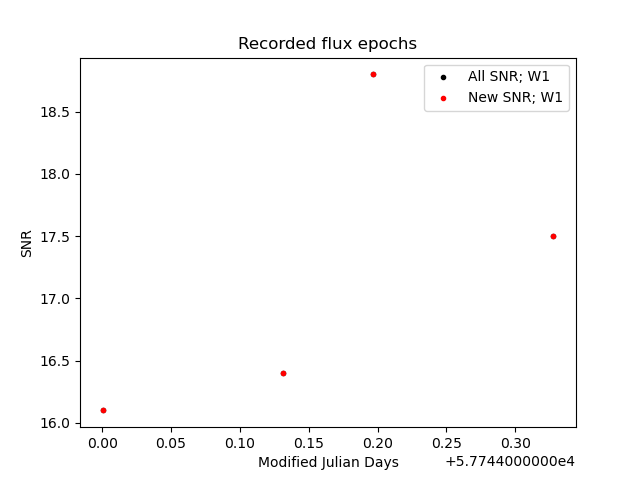 Recorded flux epochs
All SNR; W1
New SNR; W1
18.5
18.0
17.5
17.0
16.5
16.0
SNR
0.00 0.05 0.10 0.15 0.20 0.25 0.30
Modified Julian Days
+5.7744000000e4